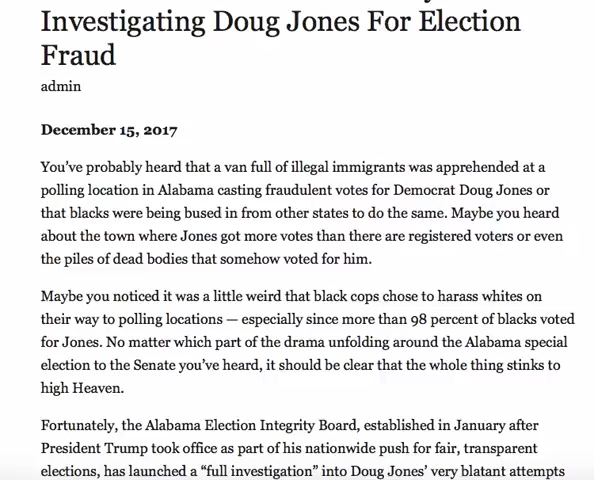 Investigating Doug Jones For Election
Fraud
admin
December 15, 2017
You’ve probably heard that a van full of illegal immigrants was apprehended at a
polling location in Alabama casting fraudulent votes for Democrat Doug Jones or
that blacks were being bused in from other states to do the same. Maybe you heard
about the town where Jones got more votes than there are registered voters or even
the piles of dead bodies that somehow voted for him.
Maybe you noticed it was a little weird that black cops chose to harass whites on
their way to polling locations — especially since more than 98 percent of blacks voted
for Jones. No matter which part of the drama unfolding around the Alabama special
election to the Senate you’ve heard, it should be clear that the whole thing stinks to
high Heaven.
Fortunately, the Alabama Election Integrity Board, established in January after
President Trump took office as part of his nationwide push for fair, transparent
elections, has launched a “full investigation” into Doug Jones’ very blatant attempts